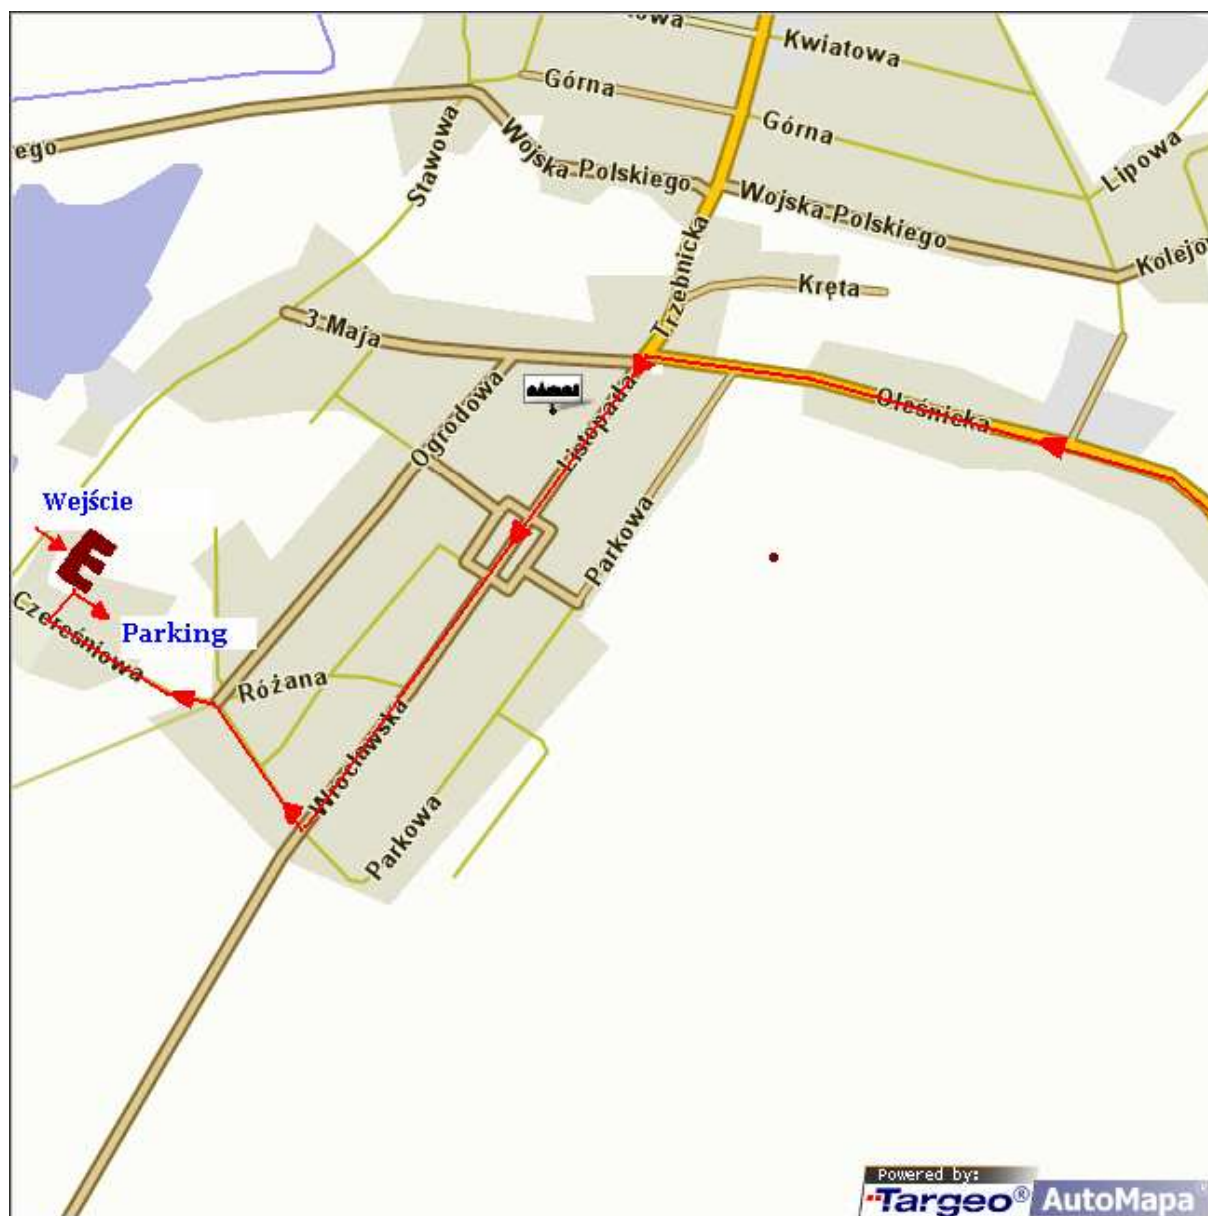 Kwiatowa
Górna
Górna
Stawowa
Wojska Polskiego
Wojska Polskiego
Lipowa
ego
Trzebnicka
Kręta
3 Maja
Ogrodowa
Listopada
Oleśnicka
Wejście
E
Parkowa
Czereśniowa
Parking
Różana
Wrocławska
Parkowa
Powered by:
Targeo® AutoMapa